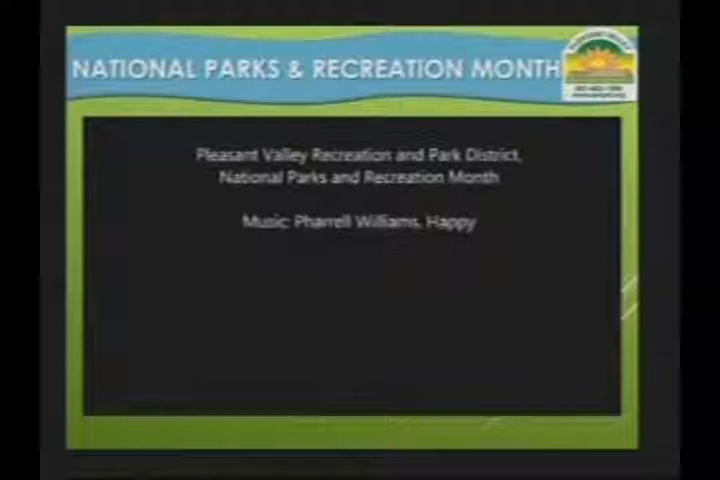 NATIONAL PARKS & RECREATION MONTH
Pleasant Valley Recreation and Park District,
National Parks and Recreation Month
Music: Pharrell Williams, Happy